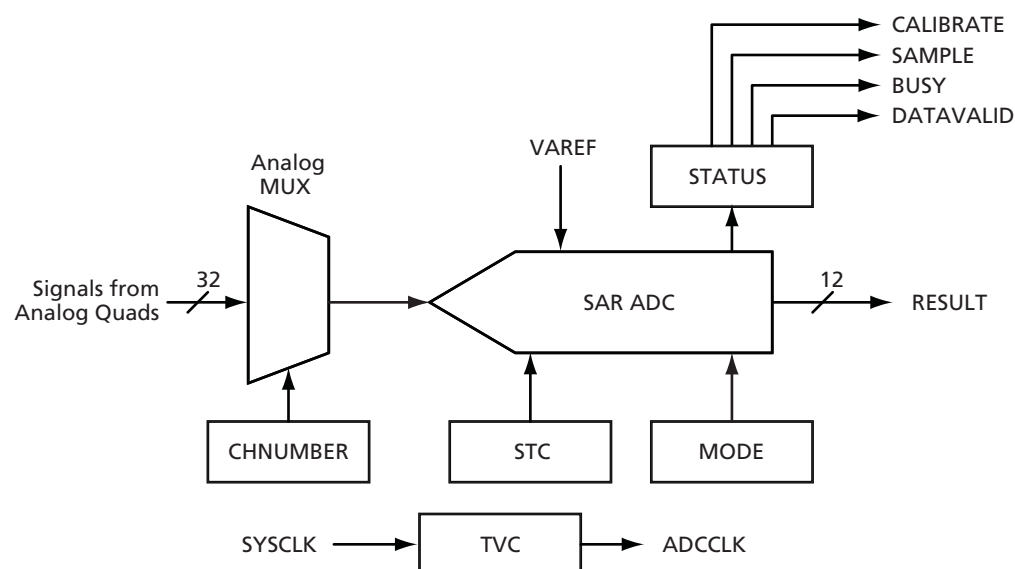 CALIBRATE
SAMPLE
BUSY
DATAVALID
VAREF
STATUS
Analog
MUX
32
Signals from
Analog Quads
SAR ADC
12
RESULT
CHNUMBER
STC
MODE
SYSCLK
TVC
ADCCLK